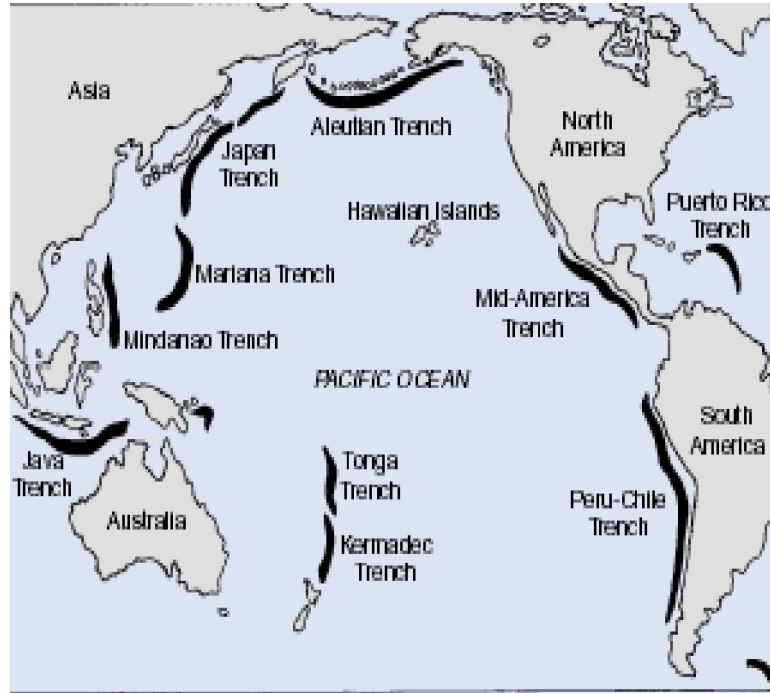 Asia
Aleutian Trench
North
America
Japan
Trench
Hawaiian Islands
Puerto Rico
Trench
Mariana Trench
Mid-America
Trench
Mindanao Trench
PACIFIC OCEAN
South
America
Java
Trench
Tonga
Trench
Peru-Chile
Trench
Australia
Kermadec
Trench